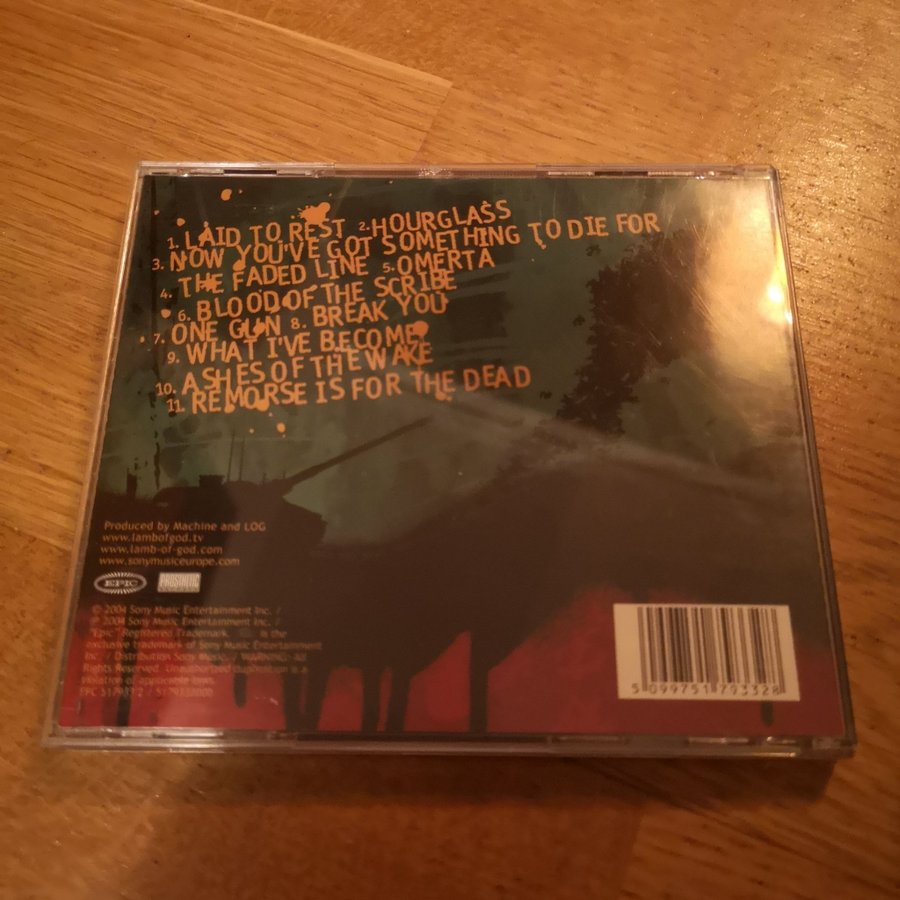 1. LAID TO REST 2. HOURGLASS
3. NOW YOU'VE GOT SOMETHING TO DIE FOR
4. THE FADED LINE 5. OMERTA
6. BLOOD OF THE SCRIBE
7. ONE GUN 8. BREAK YOU
9. WHAT I'VE BECOME
10. ASHES OF THE WAKE
11. REMORSE IS FOR THE DEAD
Produced by Machine and LOG
www.lambofgod.tv
www.lamb-of-god.com
www.sonymusiceurope.com
EPIC PROSTHETIC
© 2004 Sony Music Entertainment Inc. /
℗ 2004 Sony Music Entertainment Inc. /
"Epic" Registered Trademark. is the
exclusive trademark of Sony Music Entertainment
Inc. / Distribution Sony Music. / WARNING: All
Rights Reserved. Unauthorized duplication is a
violation of applicable laws.
5 099751 793328